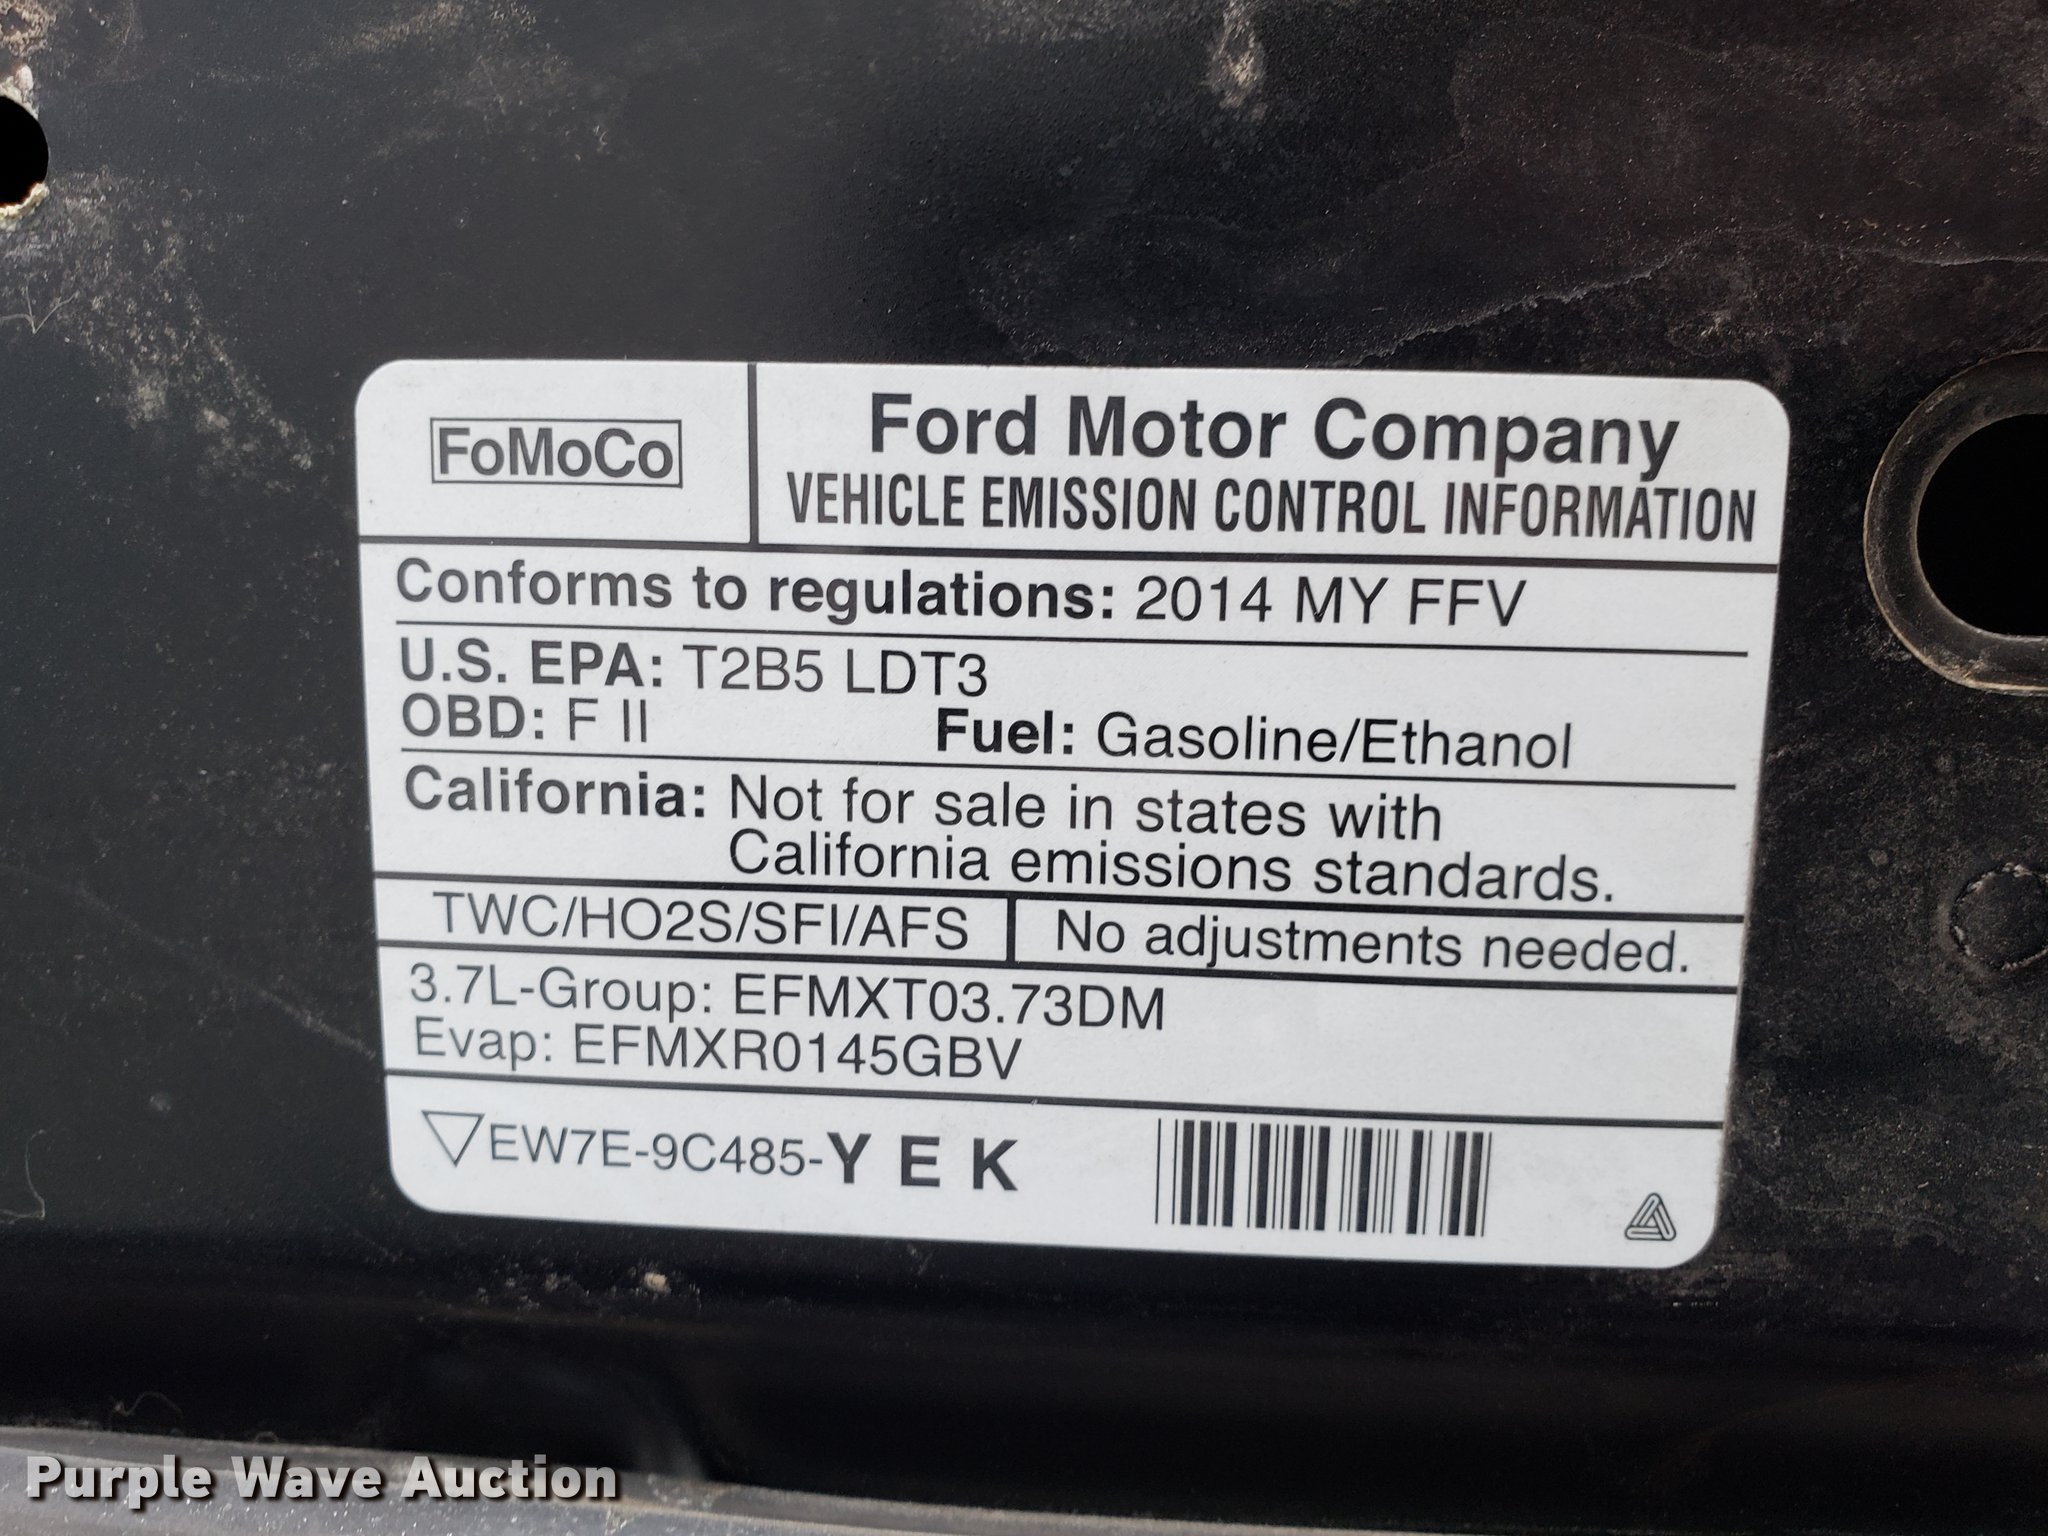 FoMoCo
Ford Motor Company
VEHICLE EMISSION CONTROL INFORMATION
Conforms to regulations: 2014 MY FFV
U.S. EPA: T2B5 LDT3
OBD: F II Fuel: Gasoline/Ethanol
California: Not for sale in states with
California emissions standards.
TWC/HO2S/SFI/AFS No adjustments needed.
3.7L-Group: EFMXT03.73DM
Evap: EFMXR0145GBV
EW7E-9C485-Y E K
Purple Wave Auction